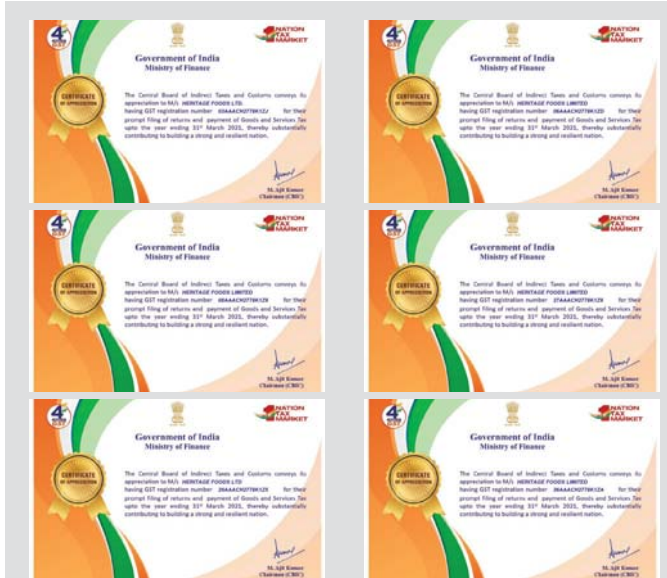 4
NATION
TAX
MARKET
Government of India
Ministry of Finance
CERTIFICATE
OF APPRECIATION
The Central Board of Indirect Taxes and Customs conveys its
appreciation to M/s HERITAGE FOODS LTD.
having GST registration number for their
prompt filing of returns and payment of Goods and Services Tax
upto the year ending 31st March 2021, thereby substantially
contributing to building a strong and resilient nation.
M. Ajit Kumar
Chairman (CBIC)
4
NATION
TAX
MARKET
Government of India
Ministry of Finance
CERTIFICATE
OF APPRECIATION
The Central Board of Indirect Taxes and Customs conveys its
appreciation to M/s HERITAGE FOODS LIMITED
having GST registration number for their
prompt filing of returns and payment of Goods and Services Tax
upto the year ending 31st March 2021, thereby substantially
contributing to building a strong and resilient nation.
M. Ajit Kumar
Chairman (CBIC)
4
NATION
TAX
MARKET
Government of India
Ministry of Finance
CERTIFICATE
OF APPRECIATION
The Central Board of Indirect Taxes and Customs conveys its
appreciation to M/s HERITAGE FOODS LIMITED
having GST registration number for their
prompt filing of returns and payment of Goods and Services Tax
upto the year ending 31st March 2021, thereby substantially
contributing to building a strong and resilient nation.
M. Ajit Kumar
Chairman (CBIC)
4
NATION
TAX
MARKET
Government of India
Ministry of Finance
CERTIFICATE
OF APPRECIATION
The Central Board of Indirect Taxes and Customs conveys its
appreciation to M/s HERITAGE FOODS LIMITED
having GST registration number for their
prompt filing of returns and payment of Goods and Services Tax
upto the year ending 31st March 2021, thereby substantially
contributing to building a strong and resilient nation.
M. Ajit Kumar
Chairman (CBIC)
4
NATION
TAX
MARKET
Government of India
Ministry of Finance
CERTIFICATE
OF APPRECIATION
The Central Board of Indirect Taxes and Customs conveys its
appreciation to M/s HERITAGE FOODS LTD
having GST registration number for their
prompt filing of returns and payment of Goods and Services Tax
upto the year ending 31st March 2021, thereby substantially
contributing to building a strong and resilient nation.
M. Ajit Kumar
Chairman (CBIC)
4
NATION
TAX
MARKET
Government of India
Ministry of Finance
CERTIFICATE
OF APPRECIATION
The Central Board of Indirect Taxes and Customs conveys its
appreciation to M/s HERITAGE FOODS LIMITED
having GST registration number for their
prompt filing of returns and payment of Goods and Services Tax
upto the year ending 31st March 2021, thereby substantially
contributing to building a strong and resilient nation.
M. Ajit Kumar
Chairman (CBIC)